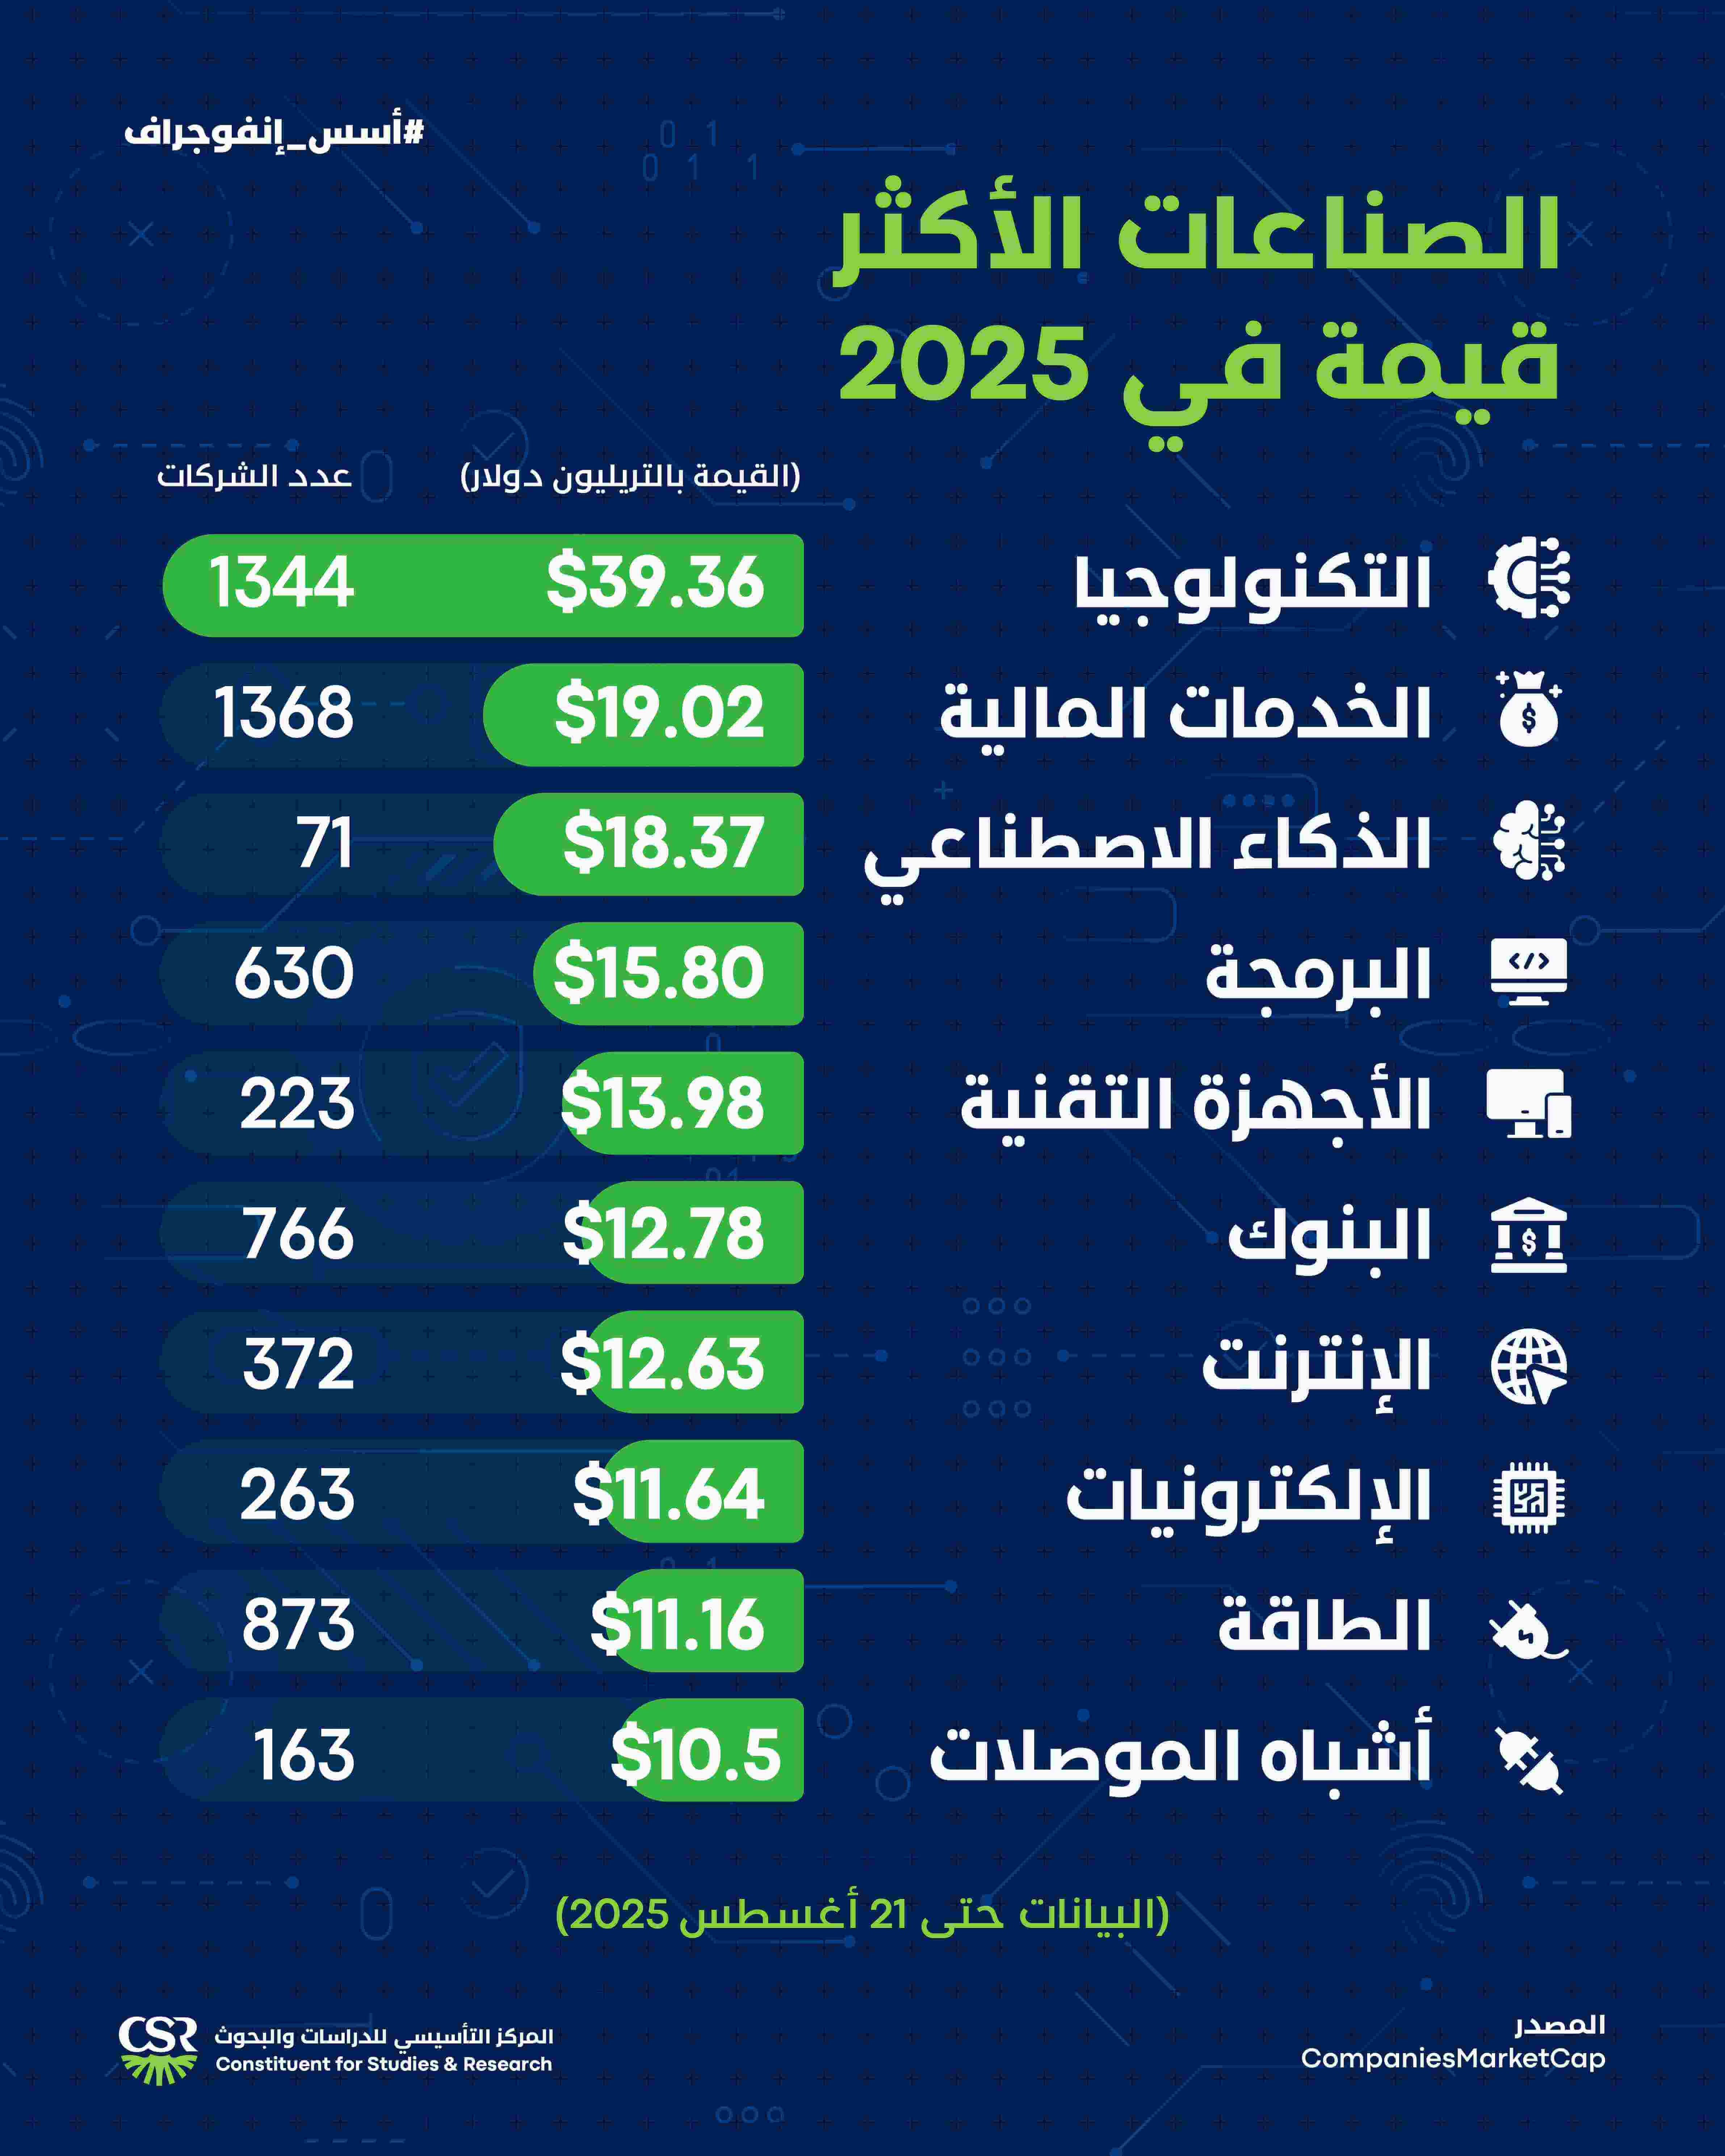 #أسس_إنفوجراف
الصناعات الأكثر
قيمة في 2025
(القيمة بالتريليون دولار) عدد الشركات
التكنولوجيا $39.36 1344
الخدمات المالية $19.02 1368
الذكاء الاصطناعي $18.37 71
البرمجة $15.80 630
الأجهزة التقنية $13.98 223
البنوك $12.78 766
الإنترنت $12.63 372
الإلكترونيات $11.64 263
الطاقة $11.16 873
أشباه الموصلات $10.5 163
(البيانات حتى 21 أغسطس 2025)
المصدر
CompaniesMarketCap
CSR
المركز التأسيسي للدراسات والبحوث
Constituent for Studies & Research